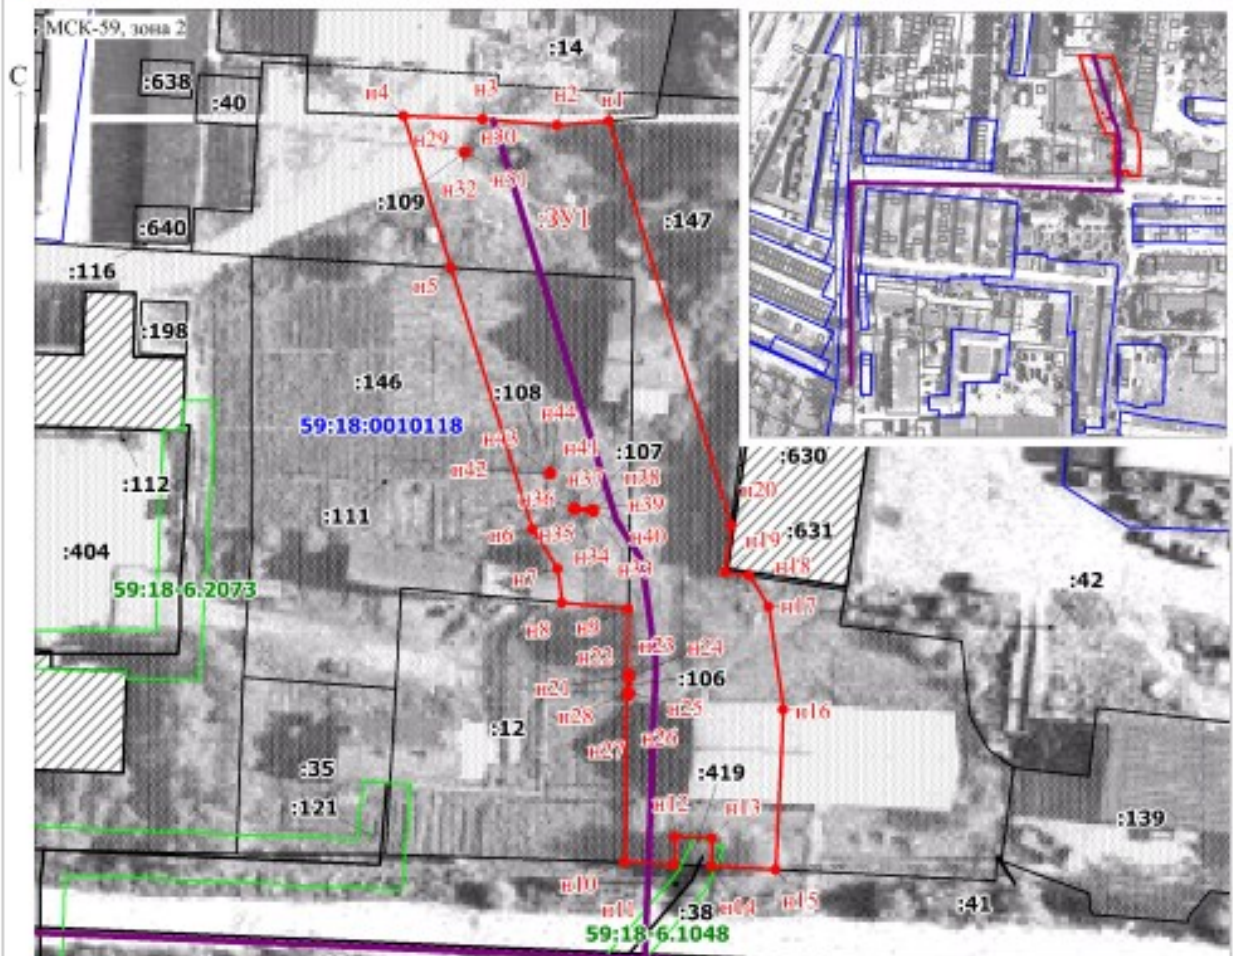 МСК-59, зона 2
С
:14
:638
:40
н4
н3
н2
н1
н29
н30
н32
н31
:109
:ЗУ1
:147
:640
:116
н5
:198
:146
:108
н44
59:18:0010118
н43
н41
:107
н42
н37
н38
:630
:112
н20
н36
н39
:111
н6
н35
н40
н19
:631
:404
н34
н33
н18
:42
59:18-6.2073
н7
н8
н9
н17
н23
н24
н22
н21
:106
н28
н25
н16
:12
н27
н26
:35
:419
:121
н12
н13
:139
н10
н11
:38
н14
н15
:41
59:18-6.1048